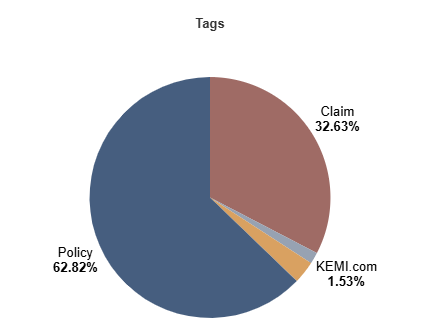 Tags
Claim
32.63%
KEMI.com
1.53%
Policy
62.82%